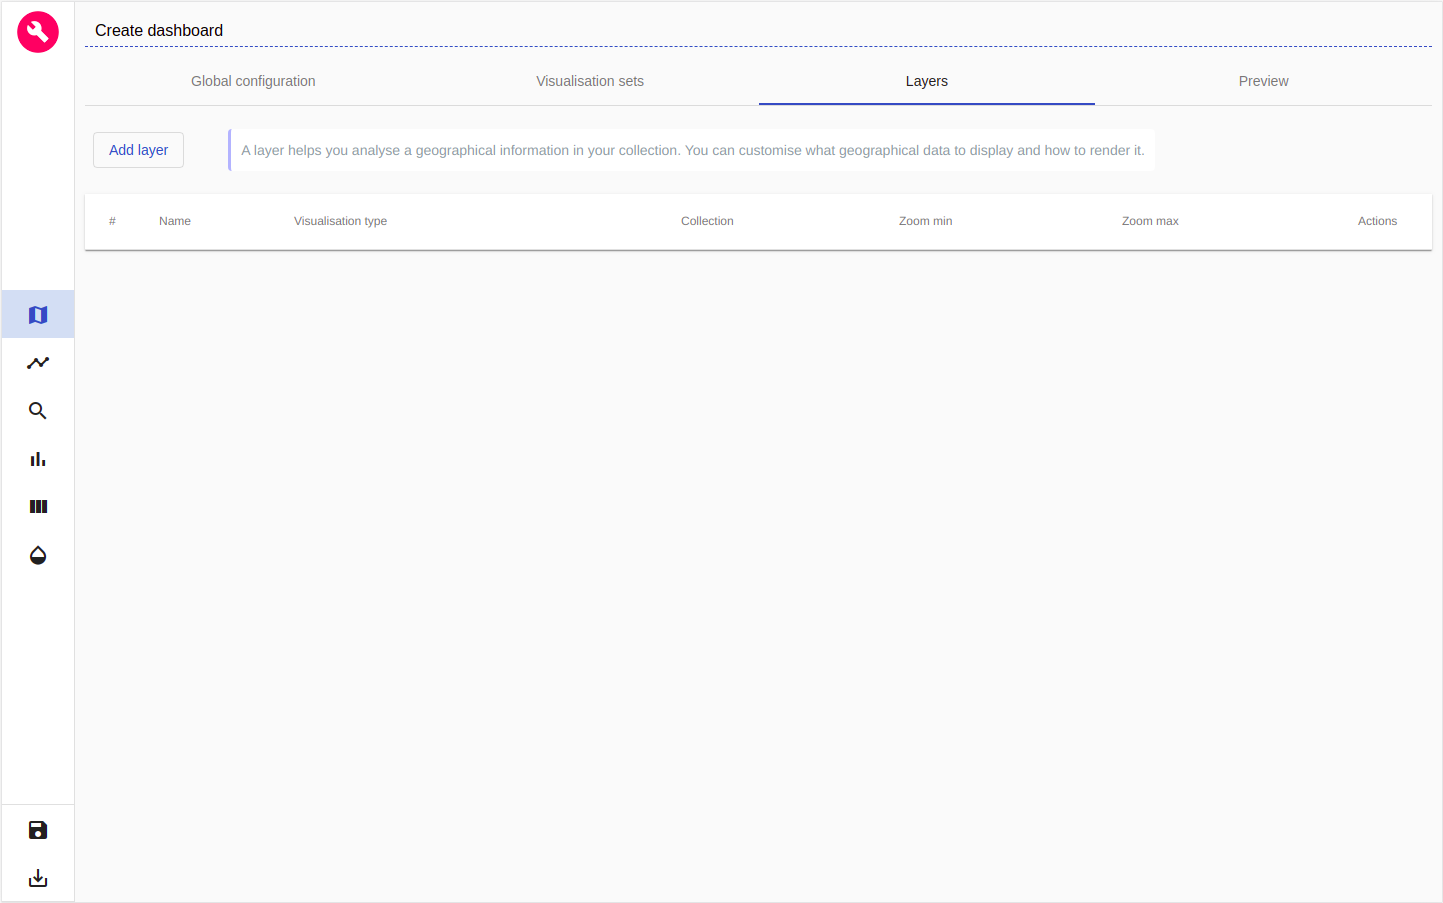 Create dashboard
Global configuration Visualisation sets Layers Preview
Add layer A layer helps you analyse a geographical information in your collection. You can customise what geographical data to display and how to render it.
# Name Visualisation type Collection Zoom min Zoom max Actions